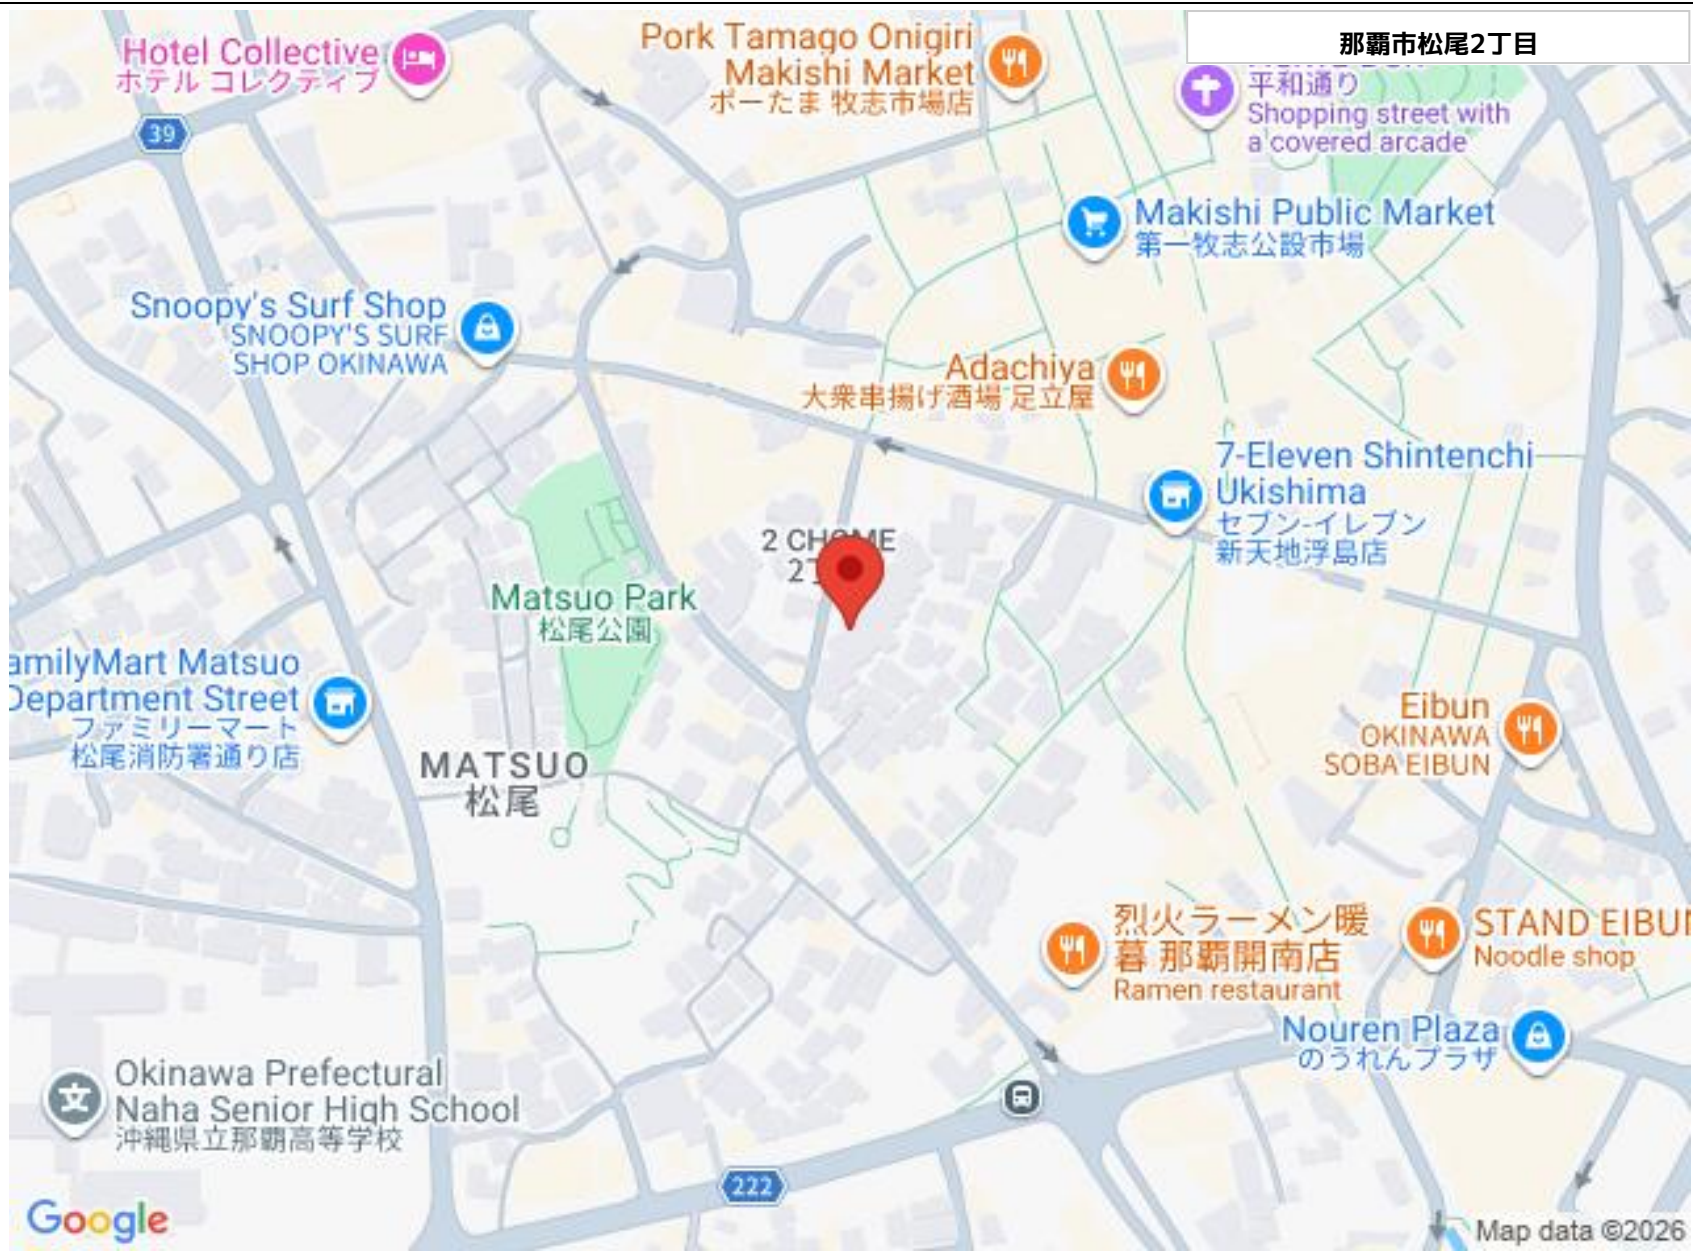 那覇市松尾2丁目
Hotel Collective
ホテル コレクティブ
39
Pork Tamago Onigiri
Makishi Market
ポーたま 牧志市場店
平和通り
Shopping street with
a covered arcade
Makishi Public Market
第一牧志公設市場
Snoopy's Surf Shop
SNOOPY'S SURF
SHOP OKINAWA
Adachiya
大衆串揚げ酒場 足立屋
7-Eleven Shintenchi
Ukishima
セブン-イレブン
新天地浮島店
2 CHOME
Matsuo Park
松尾公園
amilyMart Matsuo
Department Street
ファミリーマート
松尾消防署通り店
MATSUO
松尾
Eibun
OKINAWA
SOBA EIBUN
烈火ラーメン暖
暮 那覇開南店
Ramen restaurant
STAND EIBUN
Noodle shop
Nouren Plaza
のうれんプラザ
文
Okinawa Prefectural
Naha Senior High School
沖縄県立那覇高等学校
222
Google
Map data ©2026